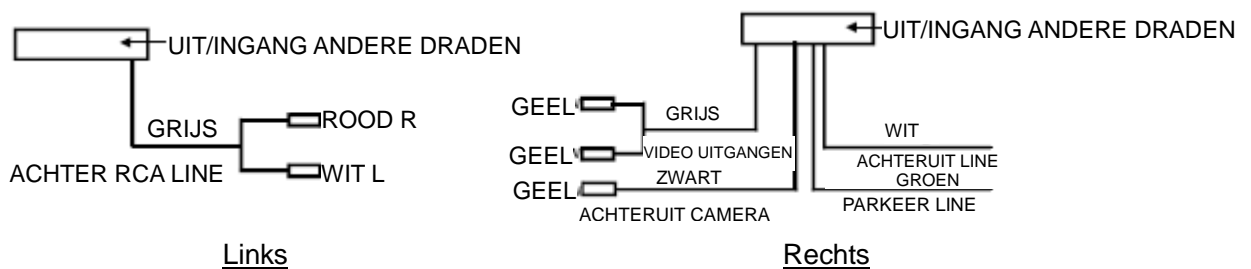 UIT/INGANG ANDERE DRADEN
GRIJS
ROOD R
ACHTER RCA LINE
WIT L
Links
UIT/INGANG ANDERE DRADEN
GEEL
GRIJS
GEEL
VIDEO UITGANGEN
GEEL
ZWART
ACHTERUIT CAMERA
WIT
ACHTERUIT LINE
GROEN
PARKEER LINE
Rechts